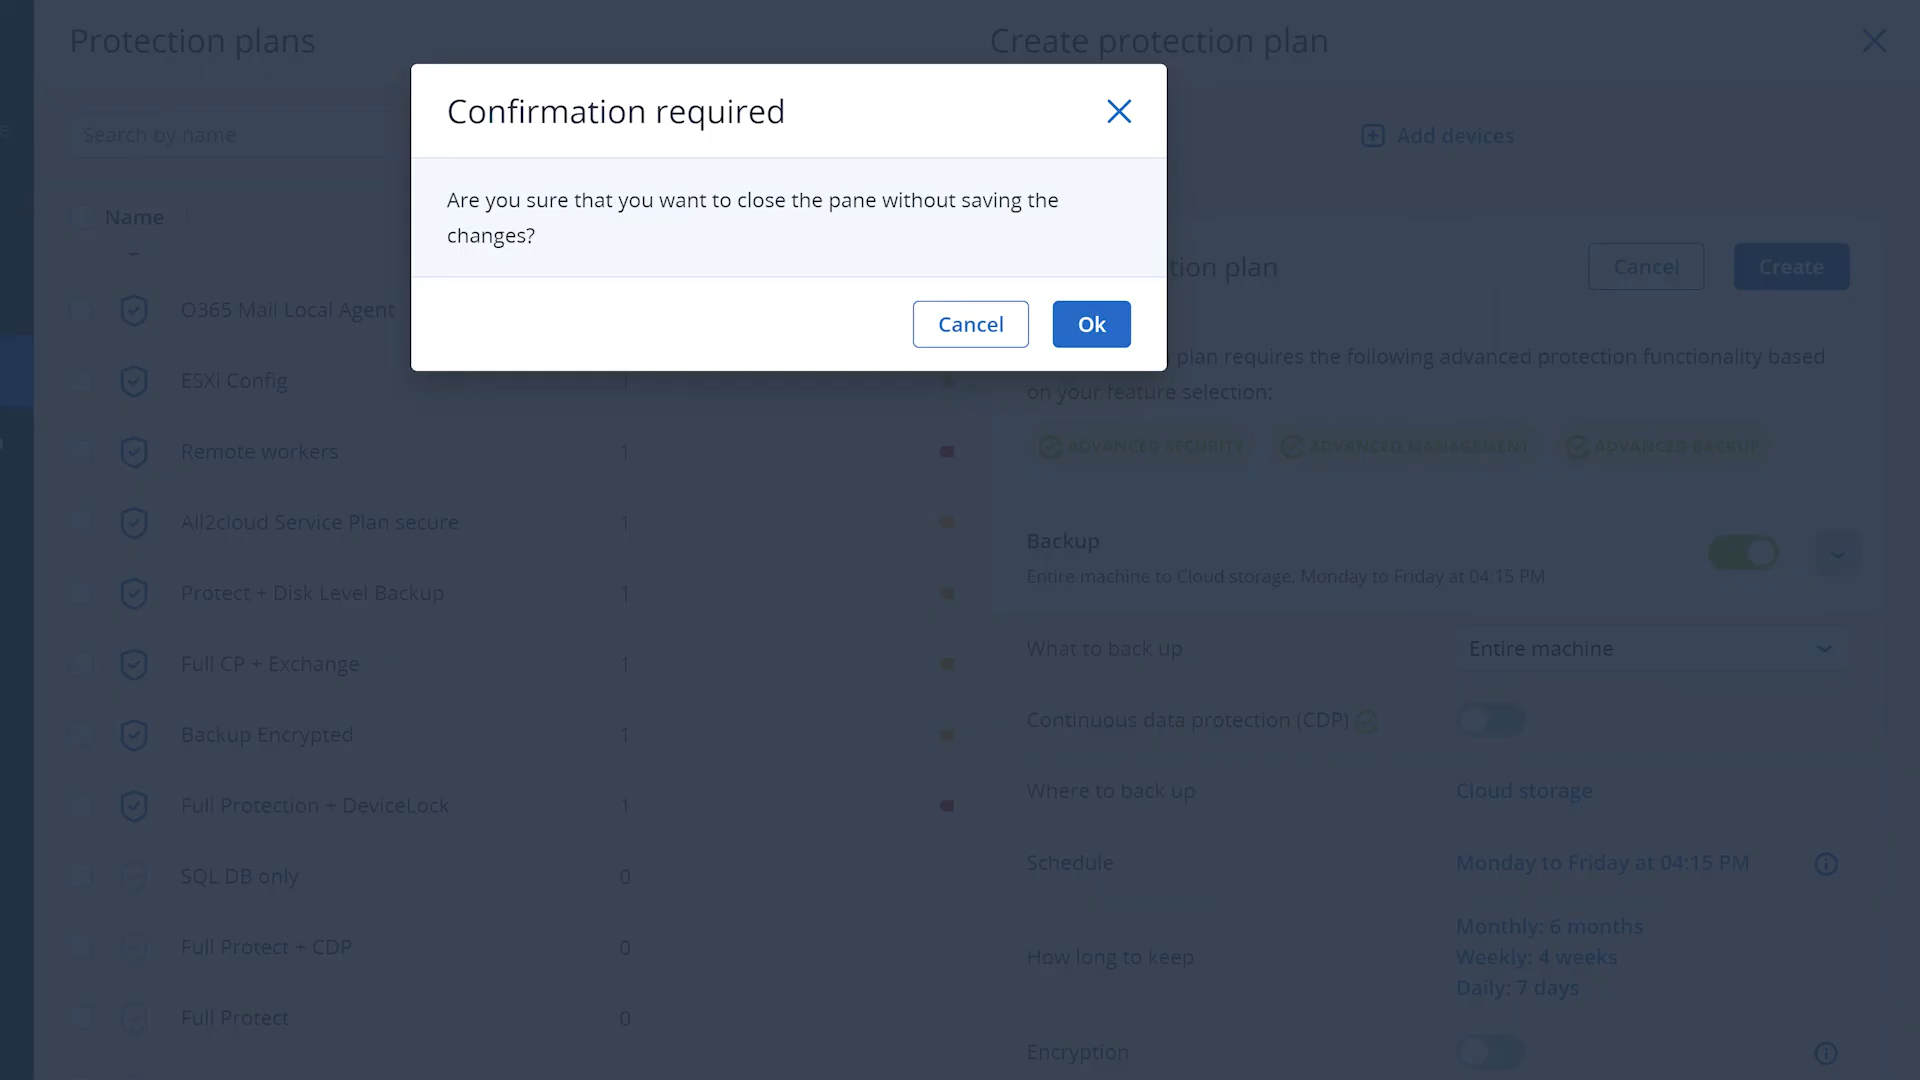 Protection plans
Create protection plan
Confirmation required
Search by name
Add devices
Are you sure that you want to close the pane without saving the
changes?
Name
tion plan
Cancel
Create
Cancel
Ok
O365 Mail Local Agent
plan requires the following advanced protection functionality based
on your feature selection:
ESXi Config
1
ADVANCED SECURITY
ADVANCED MANAGEMENT
ADVANCED BACKUP
Remote workers
1
All2cloud Service Plan secure
1
Backup
Entire machine to Cloud storage, Monday to Friday at 04:15 PM
Protect + Disk Level Backup
1
What to back up
Entire machine
Full CP + Exchange
1
Continuous data protection (CDP)
Backup Encrypted
1
Where to back up
Cloud storage
Full Protection + DeviceLock
1
Schedule
Monday to Friday at 04:15 PM
SQL DB only
0
Monthly: 6 months
How long to keep
Weekly: 4 weeks
Daily: 7 days
Full Protect + CDP
0
Full Protect
0
Encryption